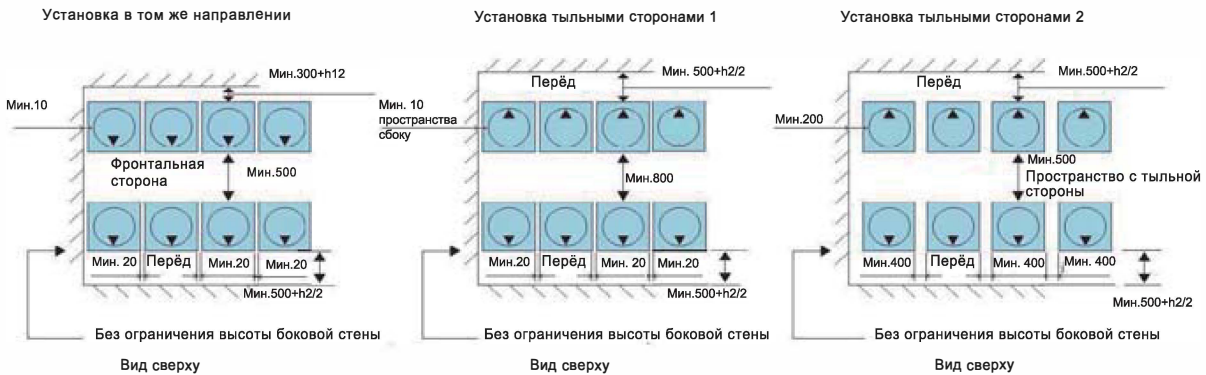 Установка в том же направлении
Мин.300+h12
Мин.10
Фронтальная
сторона
Мин.500
Мин. 20
Перёд
Мин.20
Мин.20
Мин.500+h2/2
Без ограничения высоты боковой стены
Вид сверху
Установка тыльными сторонами 1
Перёд
Мин. 500+h2/2
Мин. 10
пространства
сбоку
Мин.800
Мин.20
Перёд
Мин. 20
Мин.20
Мин.500+h2/2
Без ограничения высоты боковой стены
Вид сверху
Установка тыльными сторонами 2
Перёд
Мин.500+h2/2
Мин.200
Мин.500
Пространство с тыльной
стороны
Мин.400
Перёд
Мин. 400
Мин. 400
Мин.500+h2/2
Без ограничения высоты боковой стены
Вид сверху